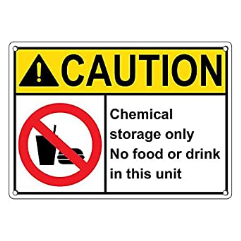 CAUTION
Chemical
storage only
No food or drink
in this unit